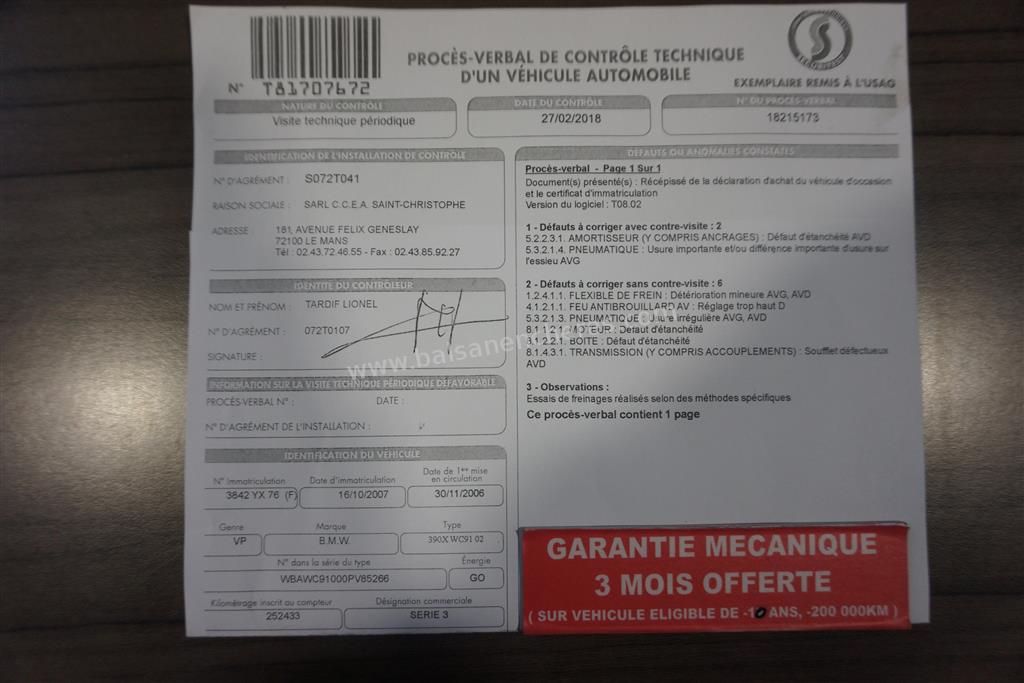 PROCÈS-VERBAL DE CONTRÔLE TECHNIQUE
D'UN VÉHICULE AUTOMOBILE
N° T81707672
S
EXEMPLAIRE REMIS À L'USAG
NATURE DU CONTRÔLE
Visite technique périodique
DATE DU CONTRÔLE
27/02/2018
N° DU PROCÈS-VERBAL
18215173
IDENTIFICATION DE L'INSTALLATION DE CONTRÔLE
N° D'AGRÉMENT : S072T041
RAISON SOCIALE : SARL C.C.E.A. SAINT-CHRISTOPHE
ADRESSE : 181, AVENUE FELIX GENESLAY
72100 LE MANS
Tél : 02.43.72.46.55 - Fax : 02.43.85.92.27
IDENTITÉ DU CONTRÔLEUR
NOM ET PRÉNOM : TARDIF LIONEL
N° D'AGRÉMENT : 072T0107
SIGNATURE :
INFORMATION SUR LA VISITE TECHNIQUE PÉRIODIQUE DÉFAVORABLE
PROCÈS-VERBAL N° : DATE :
N° D'AGRÉMENT DE L'INSTALLATION :
IDENTIFICATION DU VÉHICULE
N° Immatriculation Date d'immatriculation Date de 1ère mise
en circulation
3842 YX 76 (F) 16/10/2007 30/11/2006
Genre Marque Type
VP B.M.W. 390X WC91 02
N° dans la série du type Énergie
WBAWC91000PV85266 GO
Kilométrage inscrit au compteur Désignation commerciale
252433 SERIE 3
DÉFAUTS OU ANOMALIES CONSTATÉS
Procès-verbal - Page 1 Sur 1
Document(s) présenté(s) : Récépissé de la déclaration d'achat du véhicule d'occasion
et le certificat d'immatriculation
Version du logiciel : T08.02
1 - Défauts à corriger avec contre-visite : 2
5.2.2.3.1. AMORTISSEUR (Y COMPRIS ANCRAGES) : Défaut d'étanchéité AVD
5.3.2.1.4. PNEUMATIQUE : Usure importante et/ou différence importante d'usure sur
l'essieu AVG
2 - Défauts à corriger sans contre-visite : 6
1.2.4.1.1. FLEXIBLE DE FREIN : Détérioration mineure AVG, AVD
4.1.2.1.1. FEU ANTIBROUILLARD AV : Réglage trop haut D
5.3.2.1.3. PNEUMATIQUE : Usure irrégulière AVG, AVD
8.1.1.2.1. MOTEUR : Défaut d'étanchéité
8.1.2.2.1. BOITE : Défaut d'étanchéité
8.1.4.3.1. TRANSMISSION (Y COMPRIS ACCOUPLEMENTS) : Soufflet défectueux
AVD
3 - Observations :
Essais de freinages réalisés selon des méthodes spécifiques
Ce procès-verbal contient 1 page
GARANTIE MECANIQUE
3 MOIS OFFERTE
( SUR VEHICULE ELIGIBLE DE -10 ANS, -200 000KM )